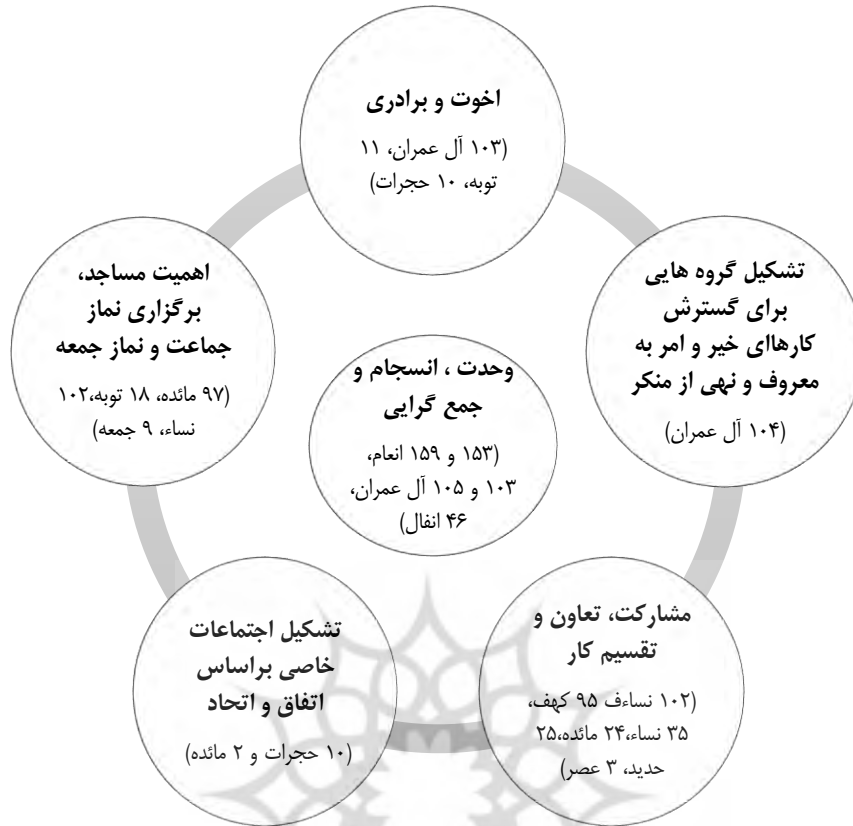 اخوت و برادری
(۱۰۳ آل عمران، ۱۱
توبه، ۱۰ حجرات)
تشکیل گروه هایی
برای گسترش
کارهاای خیر و امر به
معروف و نهی از منکر
(۱۰۴ آل عمران)
اهمیت مساجد،
برگزاری نماز
جماعت و نماز جمعه
(۹۷ مائده، ۱۸ توبه،۱۰۲
نساء، ۹ جمعه)
وحدت ، انسجام و
جمع گرایی
(۱۵۳ و ۱۵۹ انعام،
۱۰۳ و ۱۰۵ آل عمران،
۴۶ انفال)
مشارکت، تعاون و
تقسیم کار
(۱۰۲ نساءف ۹۵ کهف،
۳۵ نساء،۲۴ مائده،۲۵
حدید، ۳ عصر)
تشکیل اجتماعات
خاصی براساس
اتفاق و اتحاد
(۱۰ حجرات و ۲ مائده)